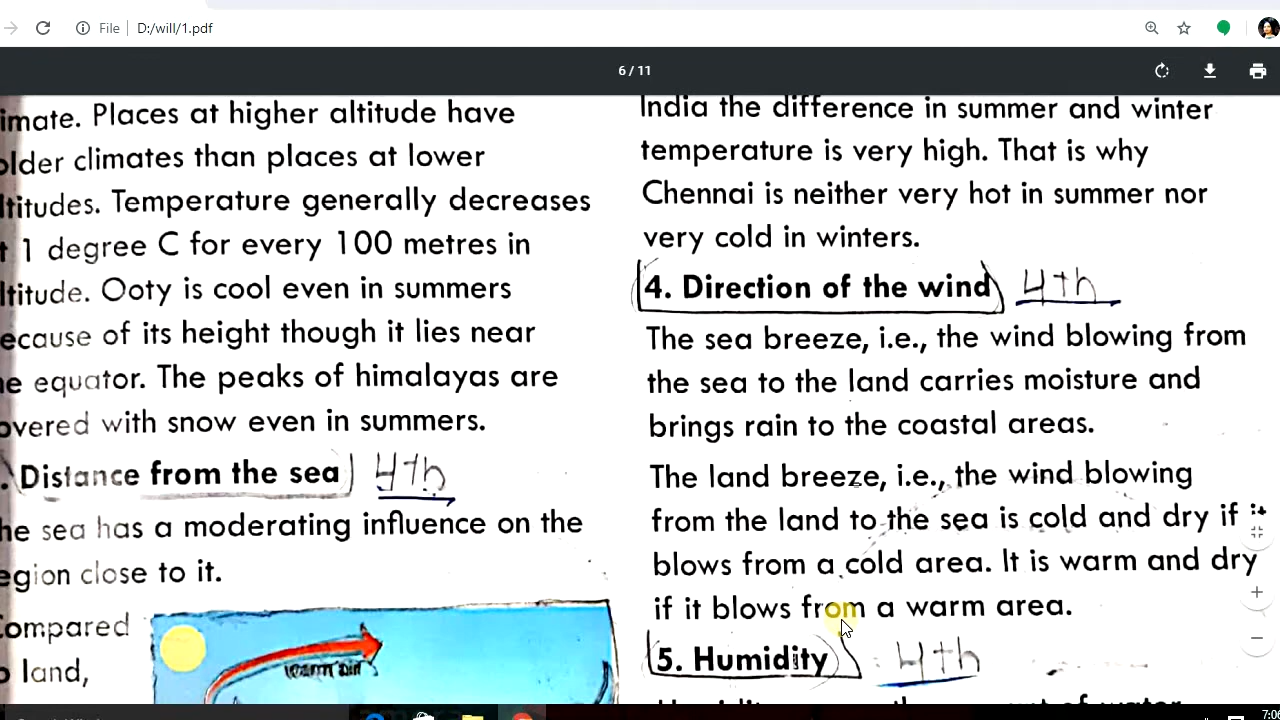 File D:/will/1.pdf
6 / 11
imate. Places at higher altitude have
older climates than places at lower
ltitudes. Temperature generally decreases
t 1 degree C for every 100 metres in
ltitude. Ooty is cool even in summers
ecause of its height though it lies near
he equator. The peaks of himalayas are
overed with snow even in summers.
. Distance from the sea 4th
he sea has a moderating influence on the
egion close to it.
Compared
o land,
warm air
India the difference in summer and winter
temperature is very high. That is why
Chennai is neither very hot in summer nor
very cold in winters.
4. Direction of the wind 4th
The sea breeze, i.e., the wind blowing from
the sea to the land carries moisture and
brings rain to the coastal areas.
The land breeze, i.e., the wind blowing
from the land to the sea is cold and dry if it
blows from a cold area. It is warm and dry
if it blows from a warm area.
5. Humidity 4th